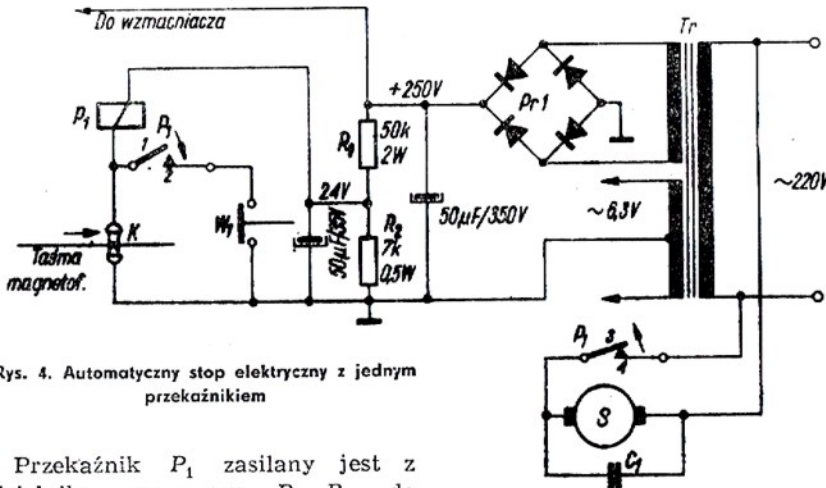 Do wzmacniacza
Tr
+250V
Pr1
P₁
R₁
50k
2W
P₁
1
2
24V
50µF/350V
~220V
~6,3V
W₁
50µF/35V
R₂
7k
0,5W
K
Taśma
magnetof.
P₁
3
4
S
C₁
Rys. 4. Automatyczny stop elektryczny z jednym
przekaźnikiem
Przekaźnik P₁ zasilany jest z